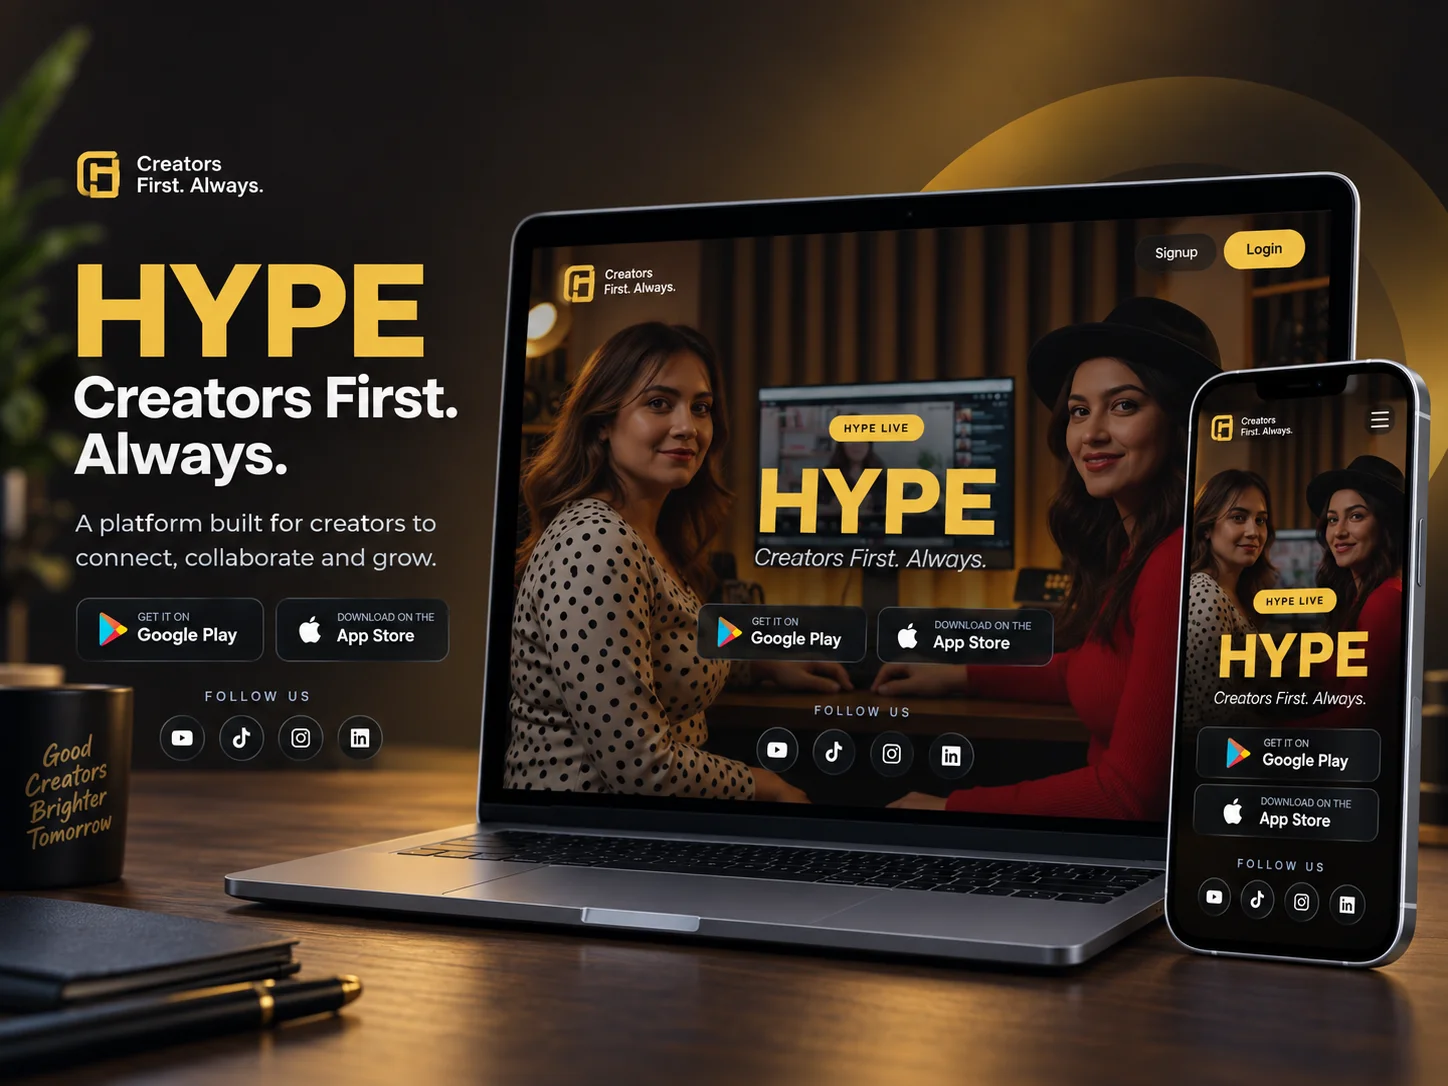 Creators
First. Always.
HYPE
Creators First.
Always.
A platform built for creators to
connect, collaborate and grow.
GET IT ON
Google Play
DOWNLOAD ON THE
App Store
FOLLOW US
Good
Creators
Brighter
Tomorrow
Creators
First. Always.
Signup
Login
HYPE LIVE
HYPE
Creators First. Always.
GET IT ON
Google Play
DOWNLOAD ON THE
App Store
FOLLOW US
Creators
First. Always.
HYPE LIVE
HYPE
Creators First. Always.
GET IT ON
Google Play
DOWNLOAD ON THE
App Store
FOLLOW US